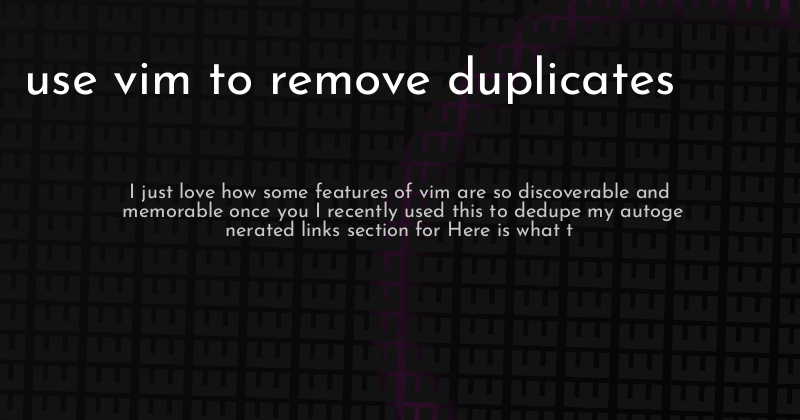 use vim to remove duplicates
I just love how some features of vim are so discoverable and
memorable once you I recently used this to dedupe my autoge
nerated links section for Here is what t